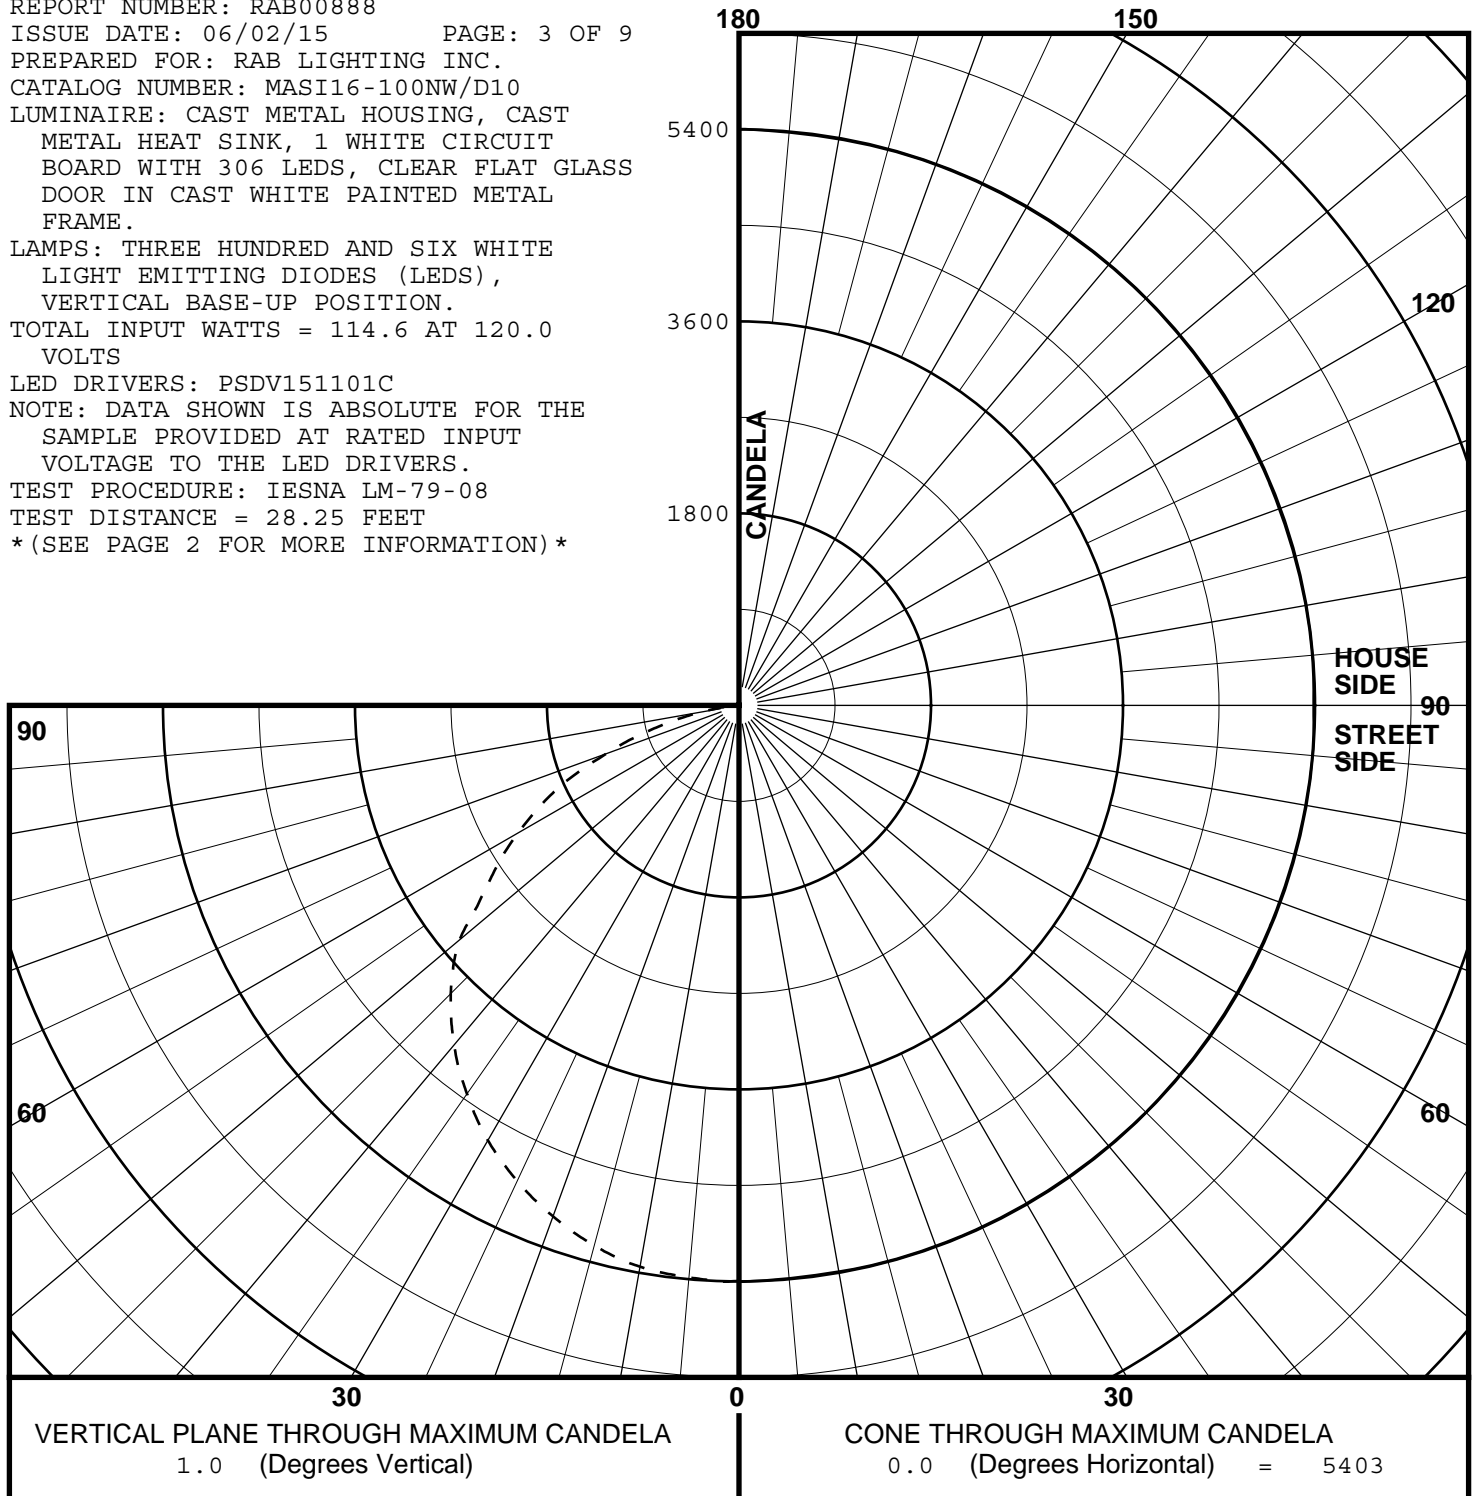 REPORT NUMBER: RAB00888
ISSUE DATE: 06/02/15 PAGE: 3 OF 9
PREPARED FOR: RAB LIGHTING INC.
CATALOG NUMBER: MASI16-100NW/D10
LUMINAIRE: CAST METAL HOUSING, CAST
METAL HEAT SINK, 1 WHITE CIRCUIT
BOARD WITH 306 LEDS, CLEAR FLAT GLASS
DOOR IN CAST WHITE PAINTED METAL
FRAME.
LAMPS: THREE HUNDRED AND SIX WHITE
LIGHT EMITTING DIODES (LEDS),
VERTICAL BASE-UP POSITION.
TOTAL INPUT WATTS = 114.6 AT 120.0
VOLTS
LED DRIVERS: PSDV151101C
NOTE: DATA SHOWN IS ABSOLUTE FOR THE
SAMPLE PROVIDED AT RATED INPUT
VOLTAGE TO THE LED DRIVERS.
TEST PROCEDURE: IESNA LM-79-08
TEST DISTANCE = 28.25 FEET
*(SEE PAGE 2 FOR MORE INFORMATION)*
180
150
5400
120
3600
CANDELA
1800
HOUSE
SIDE
90
90
STREET
SIDE
60
60
30
0
30
VERTICAL PLANE THROUGH MAXIMUM CANDELA
1.0 (Degrees Vertical)
CONE THROUGH MAXIMUM CANDELA
0.0 (Degrees Horizontal) = 5403